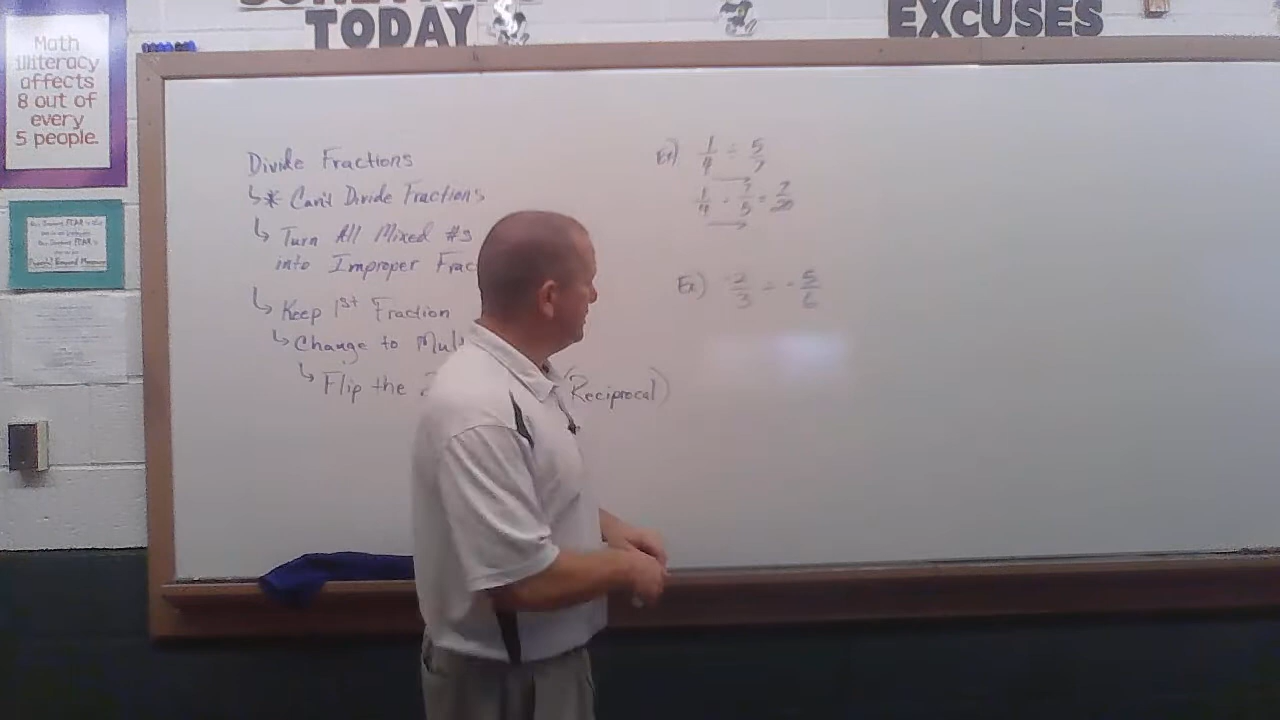 TODAY
EXCUSES
Math
illiteracy
affects
8 out of
every
5 people.
Divide Fractions
↳ * Can't Divide Fractions
↳ Turn All Mixed #s
into Improper Frac
↳ Keep 1st Fraction
↳ Change to Mul
↳ Flip the 2 (Reciprocal)
Ex) 1/4 ÷ 5/7
1/4 · 7/5 = 7/20
Ex) -2/3 ÷ -5/6